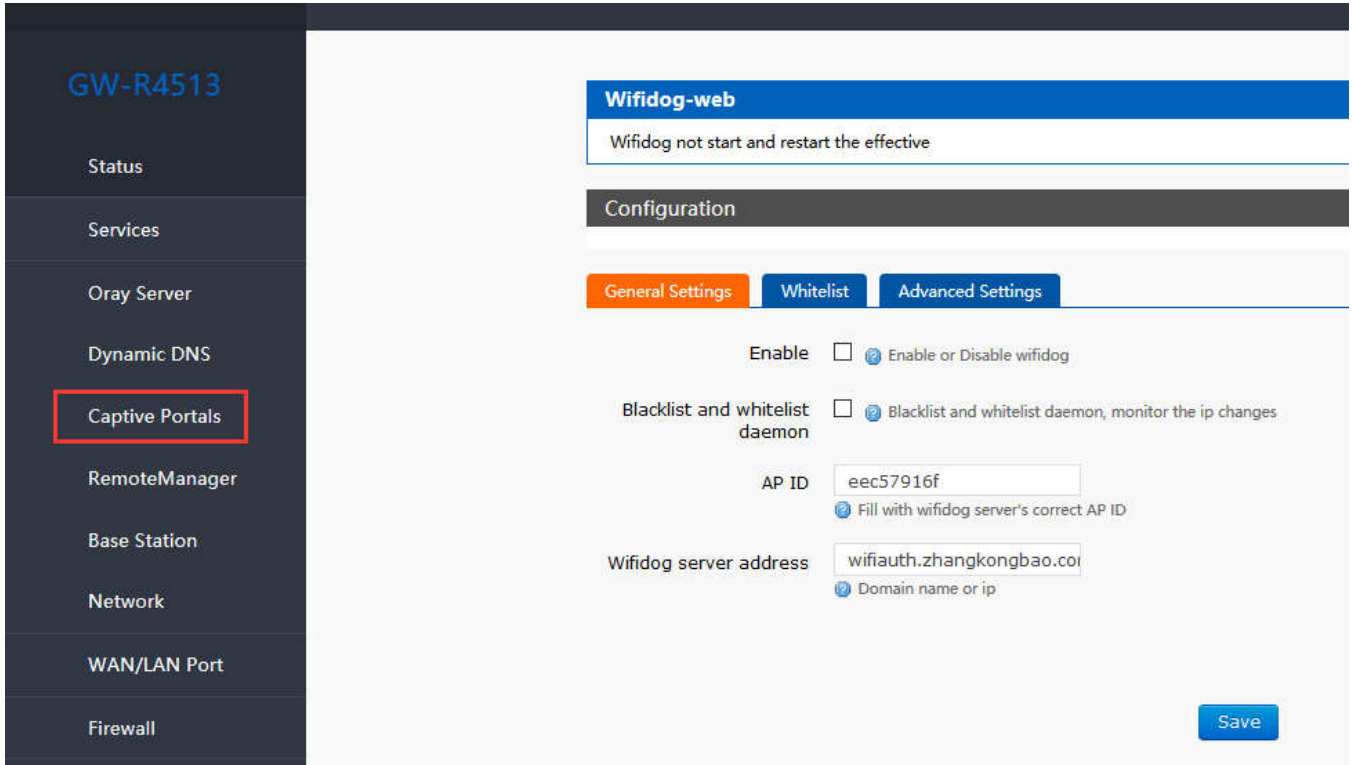 GW-R4513
Status
Services
Oray Server
Dynamic DNS
Captive Portals
RemoteManager
Base Station
Network
WAN/LAN Port
Firewall
Wifidog-web
Wifidog not start and restart the effective
Configuration
General Settings Whitelist Advanced Settings
Enable Enable or Disable wifidog
Blacklist and whitelist Blacklist and whitelist daemon, monitor the ip changes
daemon
AP ID eec57916f
Fill with wifidog server's correct AP ID
Wifidog server address wifiauth.zhangkongbao.co
Domain name or ip
Save